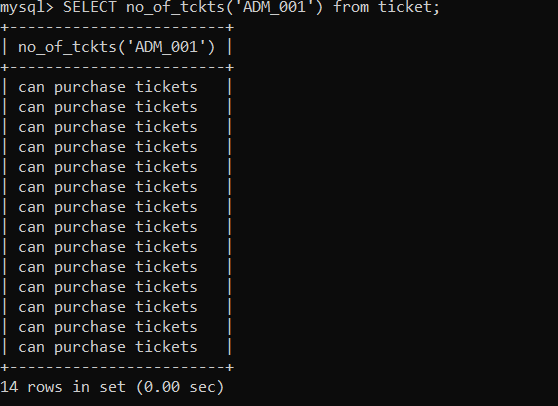 mysql> SELECT no_of_tckts('ADM_001') from ticket;
+------------------------+
| no_of_tckts('ADM_001') |
+------------------------+
| can purchase tickets   |
| can purchase tickets   |
| can purchase tickets   |
| can purchase tickets   |
| can purchase tickets   |
| can purchase tickets   |
| can purchase tickets   |
| can purchase tickets   |
| can purchase tickets   |
| can purchase tickets   |
| can purchase tickets   |
| can purchase tickets   |
| can purchase tickets   |
| can purchase tickets   |
+------------------------+
14 rows in set (0.00 sec)